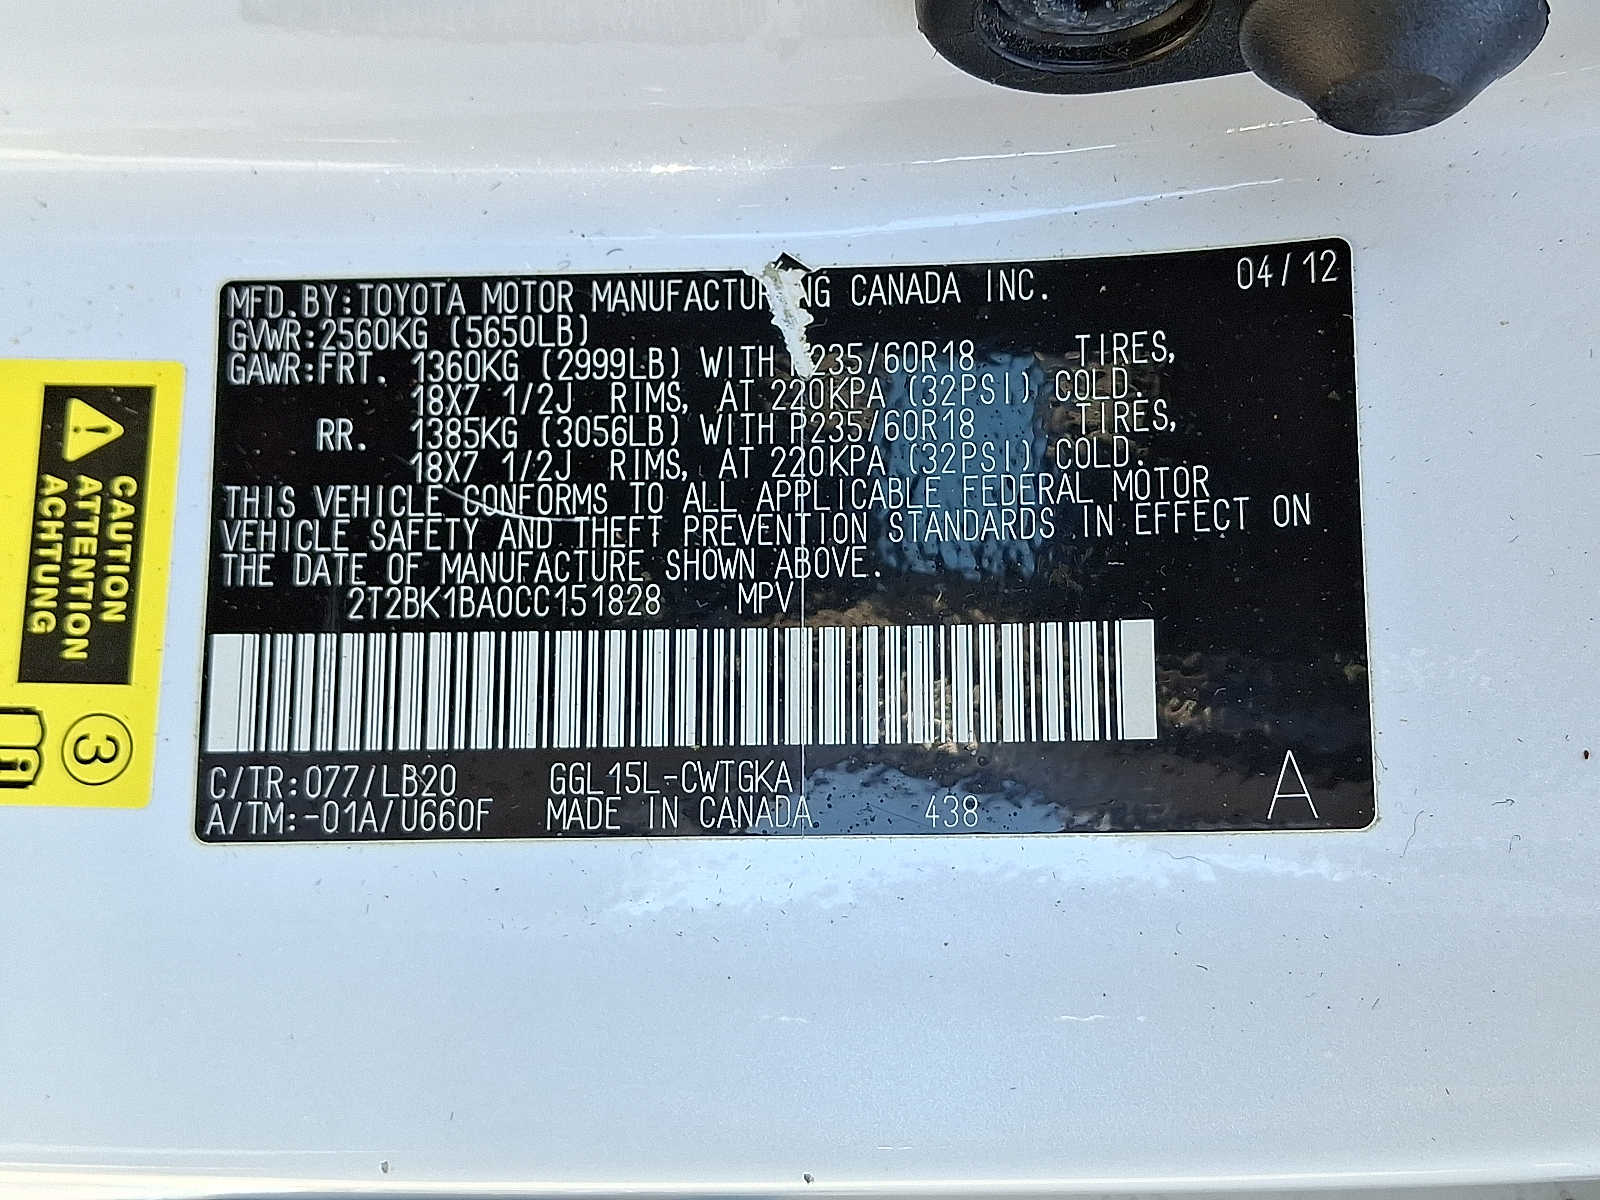 MFD.BY:TOYOTA MOTOR MANUFACTURING CANADA INC. 04/12
GVWR:2560KG (5650LB)
GAWR:FRT. 1360KG (2999LB) WITH P235/60R18 TIRES,
18X7 1/2J RIMS, AT 220KPA (32PSI) COLD.
RR. 1385KG (3056LB) WITH P235/60R18 TIRES,
18X7 1/2J RIMS, AT 220KPA (32PSI) COLD.
THIS VEHICLE CONFORMS TO ALL APPLICABLE FEDERAL MOTOR
VEHICLE SAFETY AND THEFT PREVENTION STANDARDS IN EFFECT ON
THE DATE OF MANUFACTURE SHOWN ABOVE.
2T2BK1BA0CC151828 MPV
C/TR:077/LB20 GGL15L-CWTGKA
A/TM:-01A/U660F MADE IN CANADA 438 A
CAUTION
ATTENTION
ACHTUNG
3